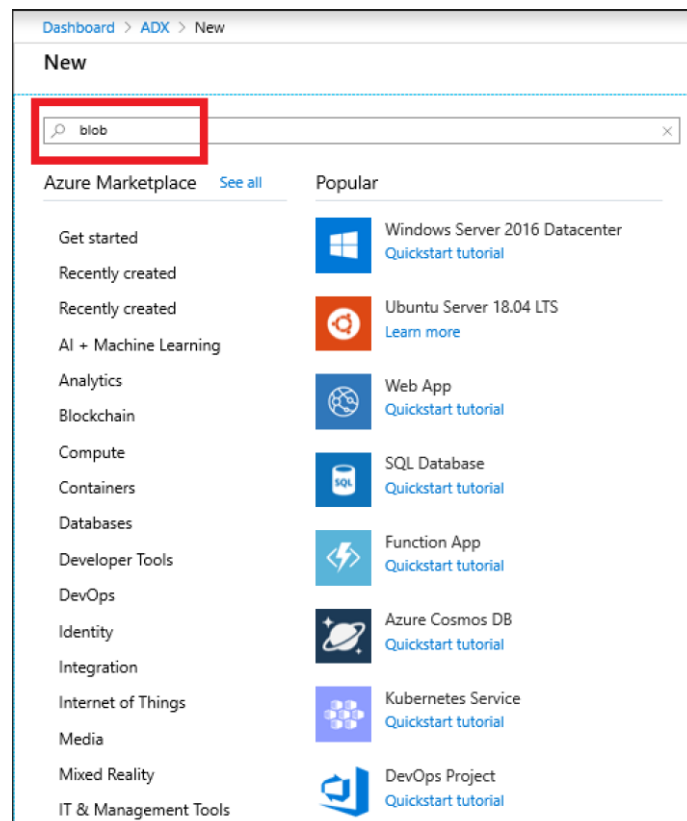 Dashboard > ADX > New
New
blob
Azure Marketplace See all
Get started
Recently created
Recently created
AI + Machine Learning
Analytics
Blockchain
Compute
Containers
Databases
Developer Tools
DevOps
Identity
Integration
Internet of Things
Media
Mixed Reality
IT & Management Tools
Popular
Windows Server 2016 Datacenter
Quickstart tutorial
Ubuntu Server 18.04 LTS
Learn more
Web App
Quickstart tutorial
SQL
SQL Database
Quickstart tutorial
Function App
Quickstart tutorial
Azure Cosmos DB
Quickstart tutorial
Kubernetes Service
Quickstart tutorial
DevOps Project
Quickstart tutorial